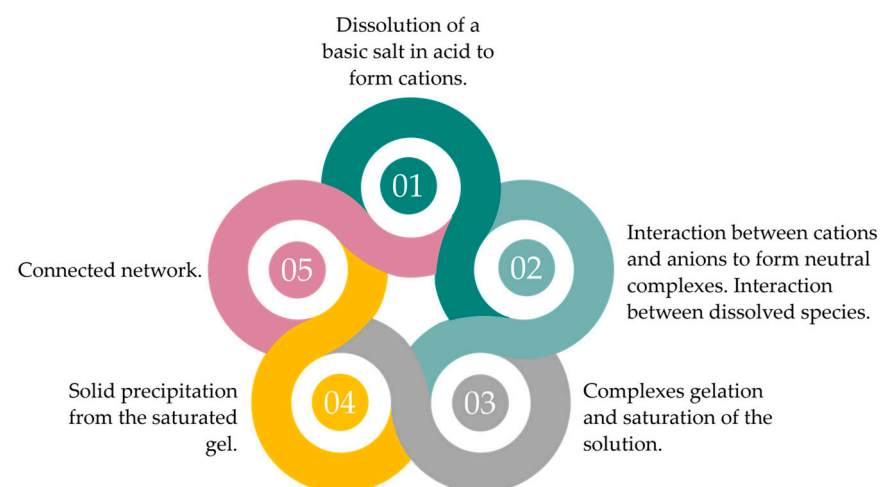 Dissolution of a
basic salt in acid to
form cations.
01
02
Interaction between cations
and anions to form neutral
complexes. Interaction
between dissolved species.
03
Complexes gelation
and saturation of the
solution.
04
Solid precipitation
from the saturated
gel.
05
Connected network.